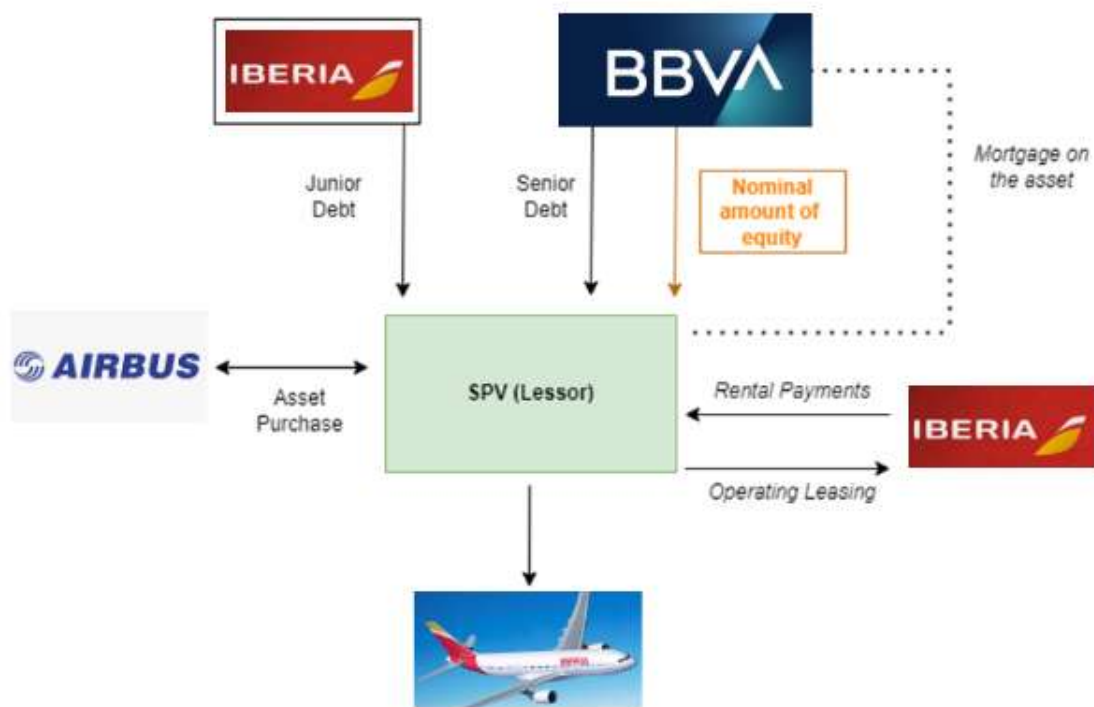 IBERIA
BBVA
Junior
Debt
Senior
Debt
Nominal
amount of
equity
Mortgage on
the asset
AIRBUS
Asset
Purchase
SPV (Lessor)
Rental Payments
IBERIA
Operating Leasing
IBERIA